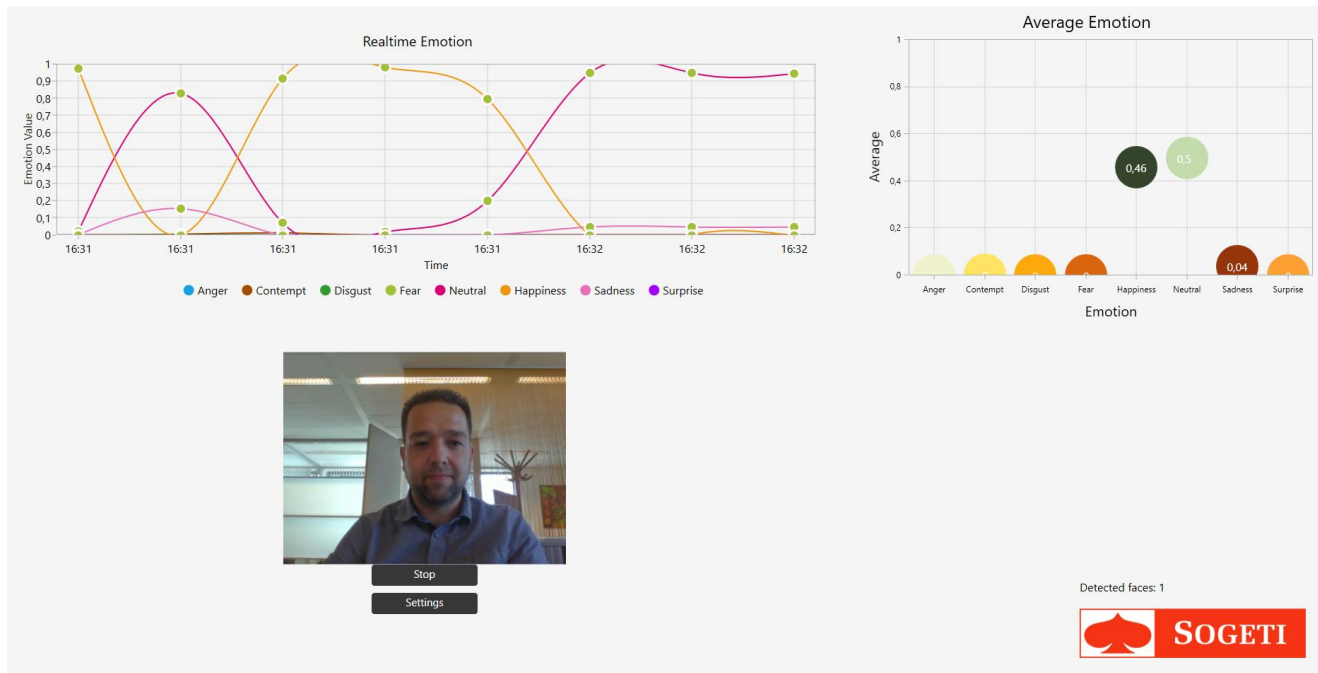 Realtime Emotion
Emotion Value
1
0,9
0,8
0,7
0,6
0,5
0,4
0,3
0,2
0,1
0
16:31 16:31 16:31 16:31 16:31 16:32 16:32 16:32
Time
Anger Contempt Disgust Fear Neutral Happiness Sadness Surprise
Average Emotion
Average
1
0,8
0,6
0,4
0,2
0
0,46
0,5
0,04
Anger Contempt Disgust Fear Happiness Neutral Sadness Surprise
Emotion
Stop
Settings
Detected faces: 1
SOGETI